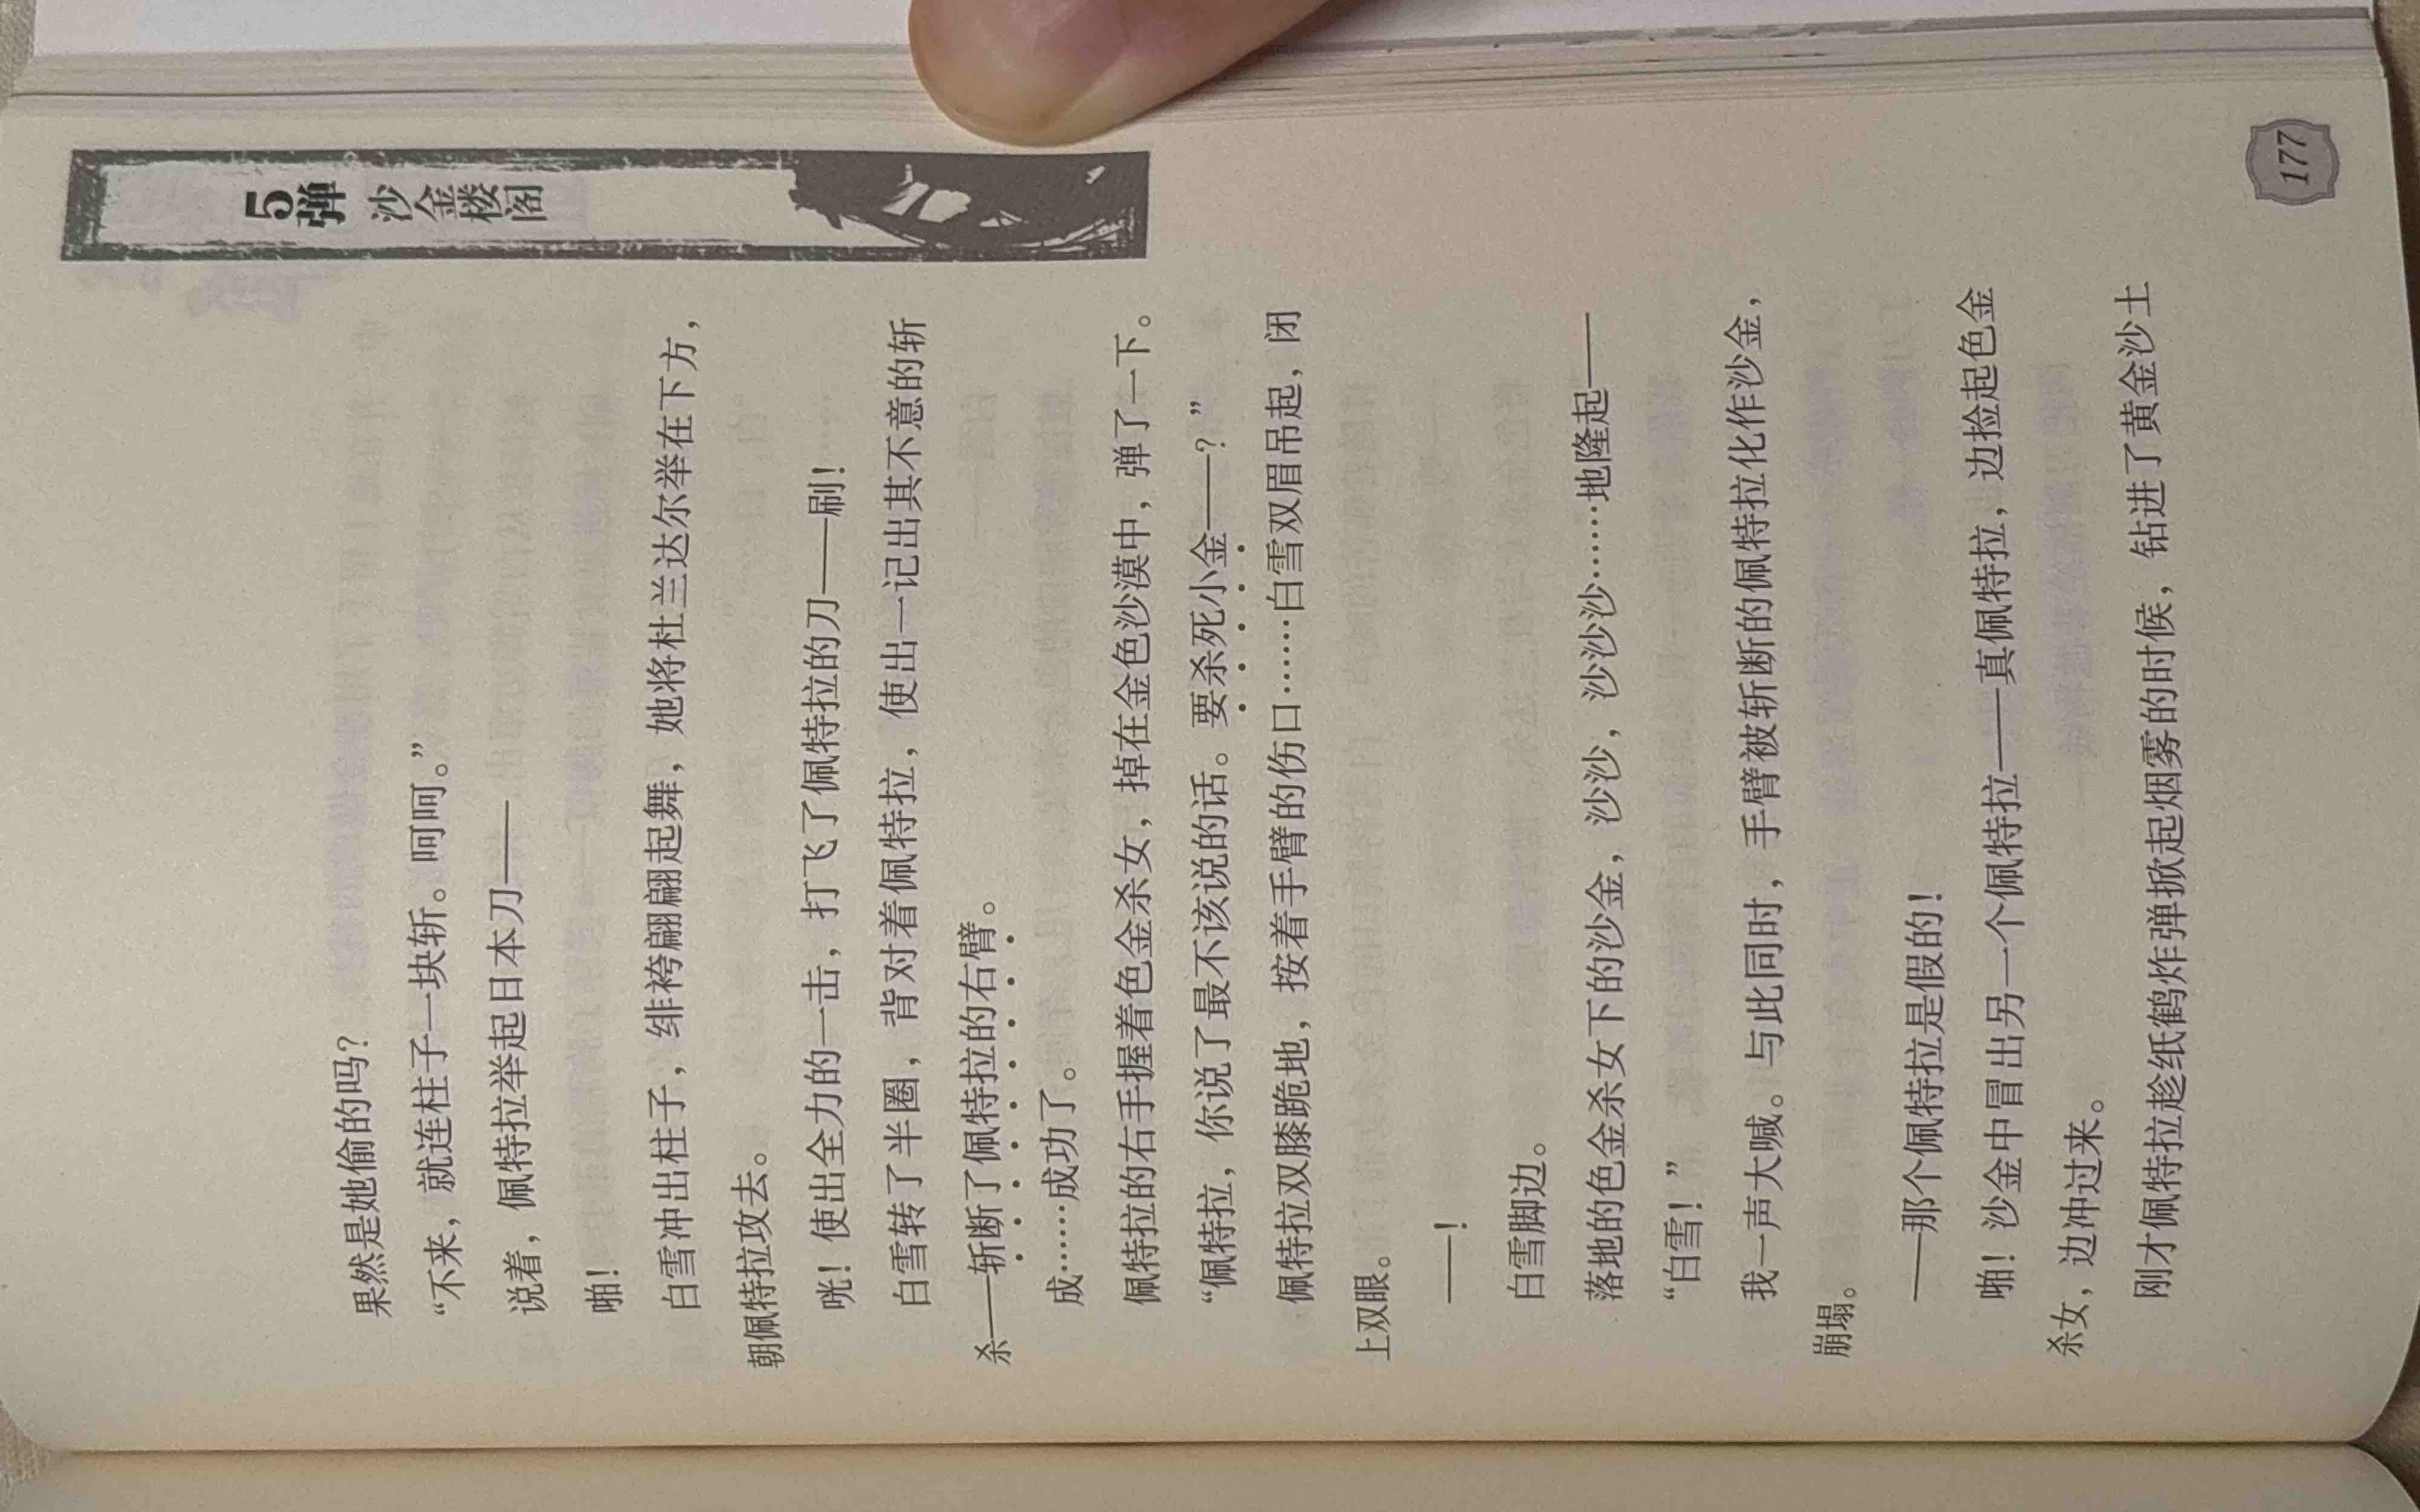 5弹 沙金楼阁
果然是她偷的吗？
“不来，就连柱子一块斩。呵呵。”
说着，佩特拉举起日本刀——
啪！
白雪冲出柱子，绯袴翩翩起舞，她将杜兰达尔举在下方，
朝佩特拉攻去。
咣！使出全力的一击，打飞了佩特拉的刀——刷！
白雪转了半圈，背对着佩特拉，使出一记出其不意的斩
杀——斩断了佩特拉的右臂。
成……成功了。
佩特拉的右手握着色金杀女，掉在金色沙漠中，弹了一下。
“佩特拉，你说了最不该说的话。要杀死小金——？”
佩特拉双膝跪地，按着手臂的伤口……白雪双眉吊起，闭
上双眼。
——！
白雪脚边。
落地的色金杀女下的沙金，沙沙，沙沙沙……地隆起——
“白雪！”
我一声大喊。与此同时，手臂被斩断的佩特拉化作沙金，
崩塌。
——那个佩特拉是假的！
啪！沙金中冒出另一个佩特拉——真佩特拉，边捡起色金
杀女，边冲过来。
刚才佩特拉趁纸鹤炸弹掀起烟雾的时候，钻进了黄金沙土
177